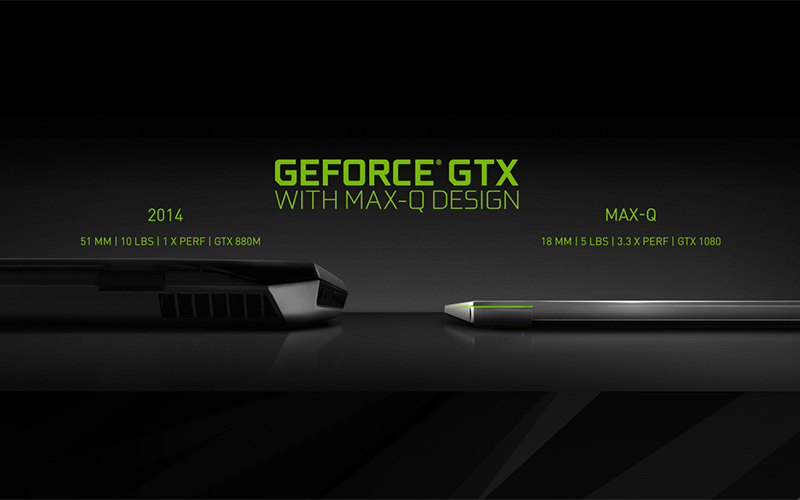 GEFORCE® GTX
WITH MAX-Q DESIGN
2014
51 MM | 10 LBS | 1 X PERF | GTX 880M
MAX-Q
18 MM | 5 LBS | 3.3 X PERF | GTX 1080